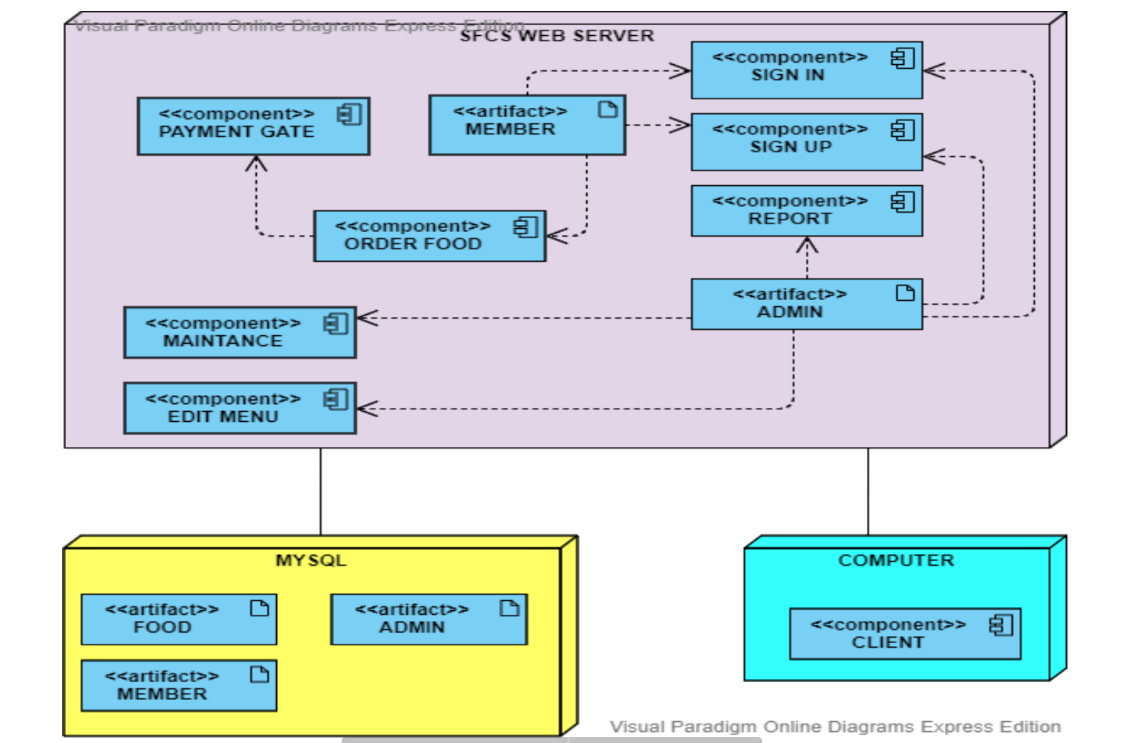 Visual Paradigm Online Diagrams Express Edition
SFCS WEB SERVER
<<component>>
SIGN IN
<<component>>
PAYMENT GATE
<<artifact>>
MEMBER
<<component>>
SIGN UP
<<component>>
REPORT
<<component>>
ORDER FOOD
<<artifact>>
ADMIN
<<component>>
MAINTANCE
<<component>>
EDIT MENU
MYSQL
<<artifact>>
FOOD
<<artifact>>
ADMIN
<<artifact>>
MEMBER
COMPUTER
<<component>>
CLIENT
Visual Paradigm Online Diagrams Express Edition